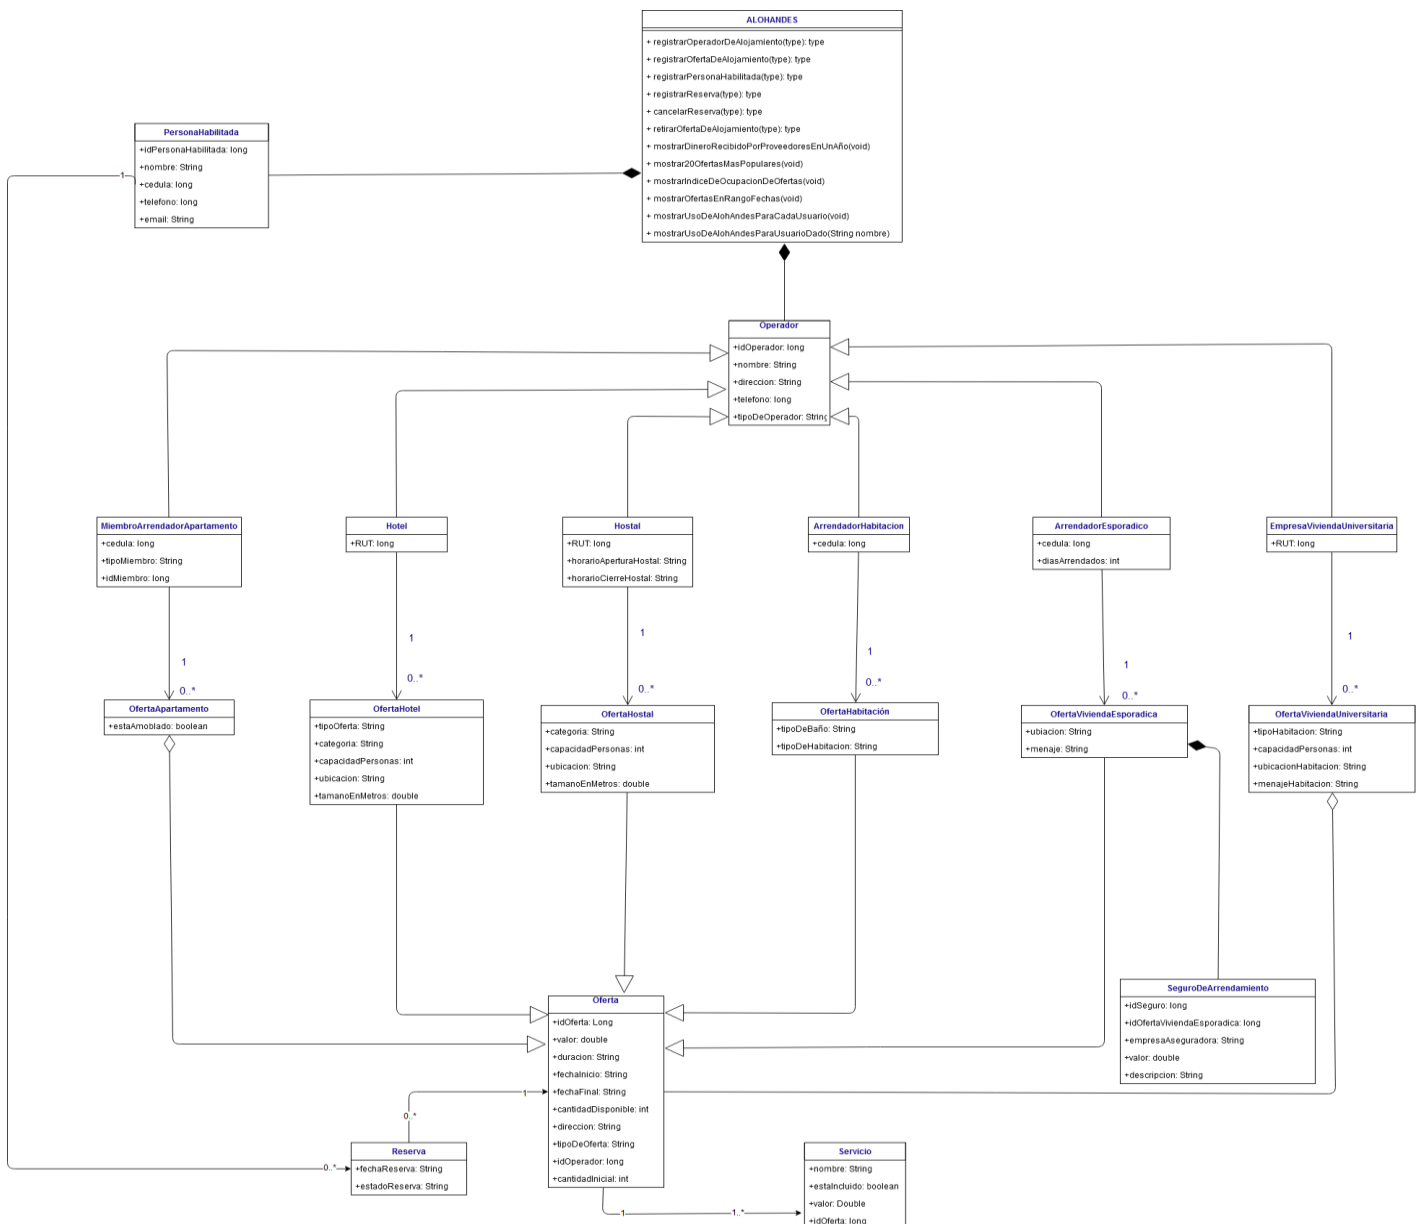 ALOHANDES
+ registrarOperadorDeAlojamiento(type): type
+ registrarOfertaDeAlojamiento(type): type
+ registrarPersonaHabilitada(type): type
+ registrarReserva(type): type
+ cancelarReserva(type): type
+ retirarOfertaDeAlojamiento(type): type
+ mostrarDineroRecibidoPorProveedoresEnUnAño(void)
+ mostrar20OfertasMasPopulares(void)
+ mostrarIndiceDeOcupacionDeOfertas(void)
+ mostrarOfertasEnRangoFechas(void)
+ mostrarUsoDeAlohAndesParaCadaUsuario(void)
+ mostrarUsoDeAlohAndesParaUsuarioDado(String nombre)
PersonaHabilitada
+idPersonaHabilitada: long
+nombre: String
+cedula: long
+telefono: long
+email: String
1
Operador
+idOperador: long
+nombre: String
+direccion: String
+telefono: long
+tipoDeOperador: String
MiembroArrendadorApartamento
+cedula: long
+tipoMiembro: String
+idMiembro: long
Hotel
+RUT: long
Hostal
+RUT: long
+horarioAperturaHostal: String
+horarioCierreHostal: String
ArrendadorHabitacion
+cedula: long
ArrendadorEsporadico
+cedula: long
+diasArrendados: int
EmpresaViviendaUniversitaria
+RUT: long
1
0..*
1
0..*
1
0..*
1
0..*
1
0..*
1
0..*
OfertaApartamento
+estaAmoblado: boolean
OfertaHotel
+tipoOferta: String
+categoria: String
+capacidadPersonas: int
+ubicacion: String
+tamanoEnMetros: double
OfertaHostal
+categoria: String
+capacidadPersonas: int
+ubicacion: String
+tamanoEnMetros: double
OfertaHabitación
+tipoDeBaño: String
+tipoDeHabitacion: String
OfertaViviendaEsporadica
+ubiacion: String
+menaje: String
OfertaViviendaUniversitaria
+tipoHabitacion: String
+capacidadPersonas: int
+ubicacionHabitacion: String
+menajeHabitacion: String
SeguroDeArrendamiento
+idSeguro: long
+idOfertaViviendaEsporadica: long
+empresaAseguradora: String
+valor: double
+descripcion: String
Oferta
+idOferta: Long
+valor: double
+duracion: String
+fechaInicio: String
+fechaFinal: String
+cantidadDisponible: int
+direccion: String
+tipoDeOferta: String
+idOperador: long
+cantidadInicial: int
1
0..*
0..*
Reserva
+fechaReserva: String
+estadoReserva: String
1
1..*
Servicio
+nombre: String
+estaIncluido: boolean
+valor: Double
+idOferta: long